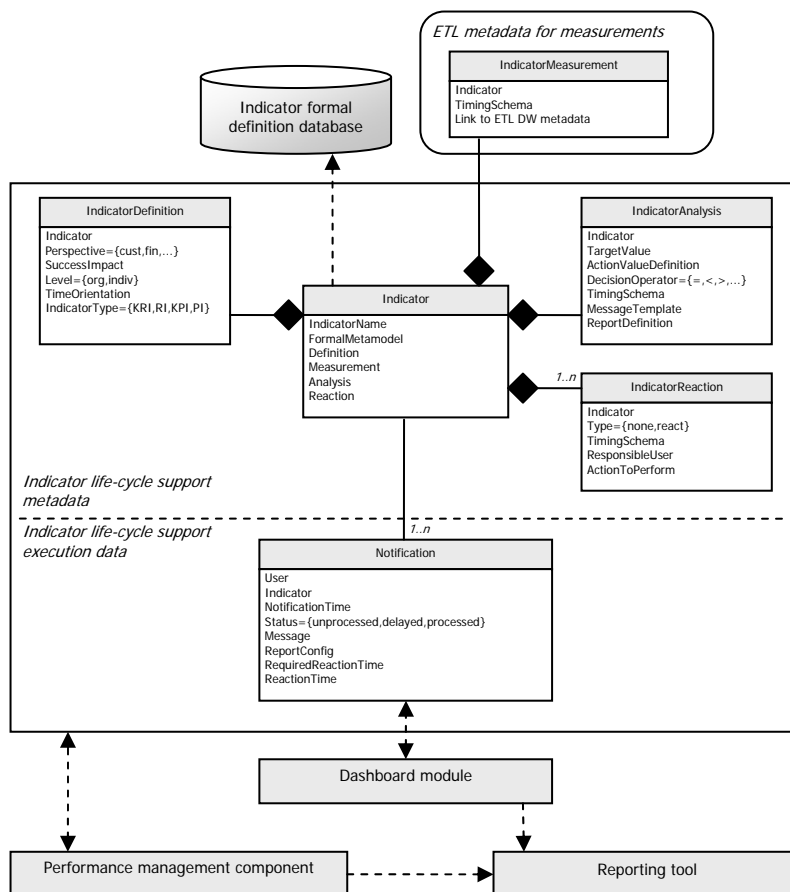 ETL metadata for measurements
IndicatorMeasurement
Indicator
TimingSchema
Link to ETL DW metadata
Indicator formal
definition database
IndicatorDefinition
Indicator
Perspective={cust,fin,...}
SuccessImpact
Level={org,indiv}
TimeOrientation
IndicatorType={KRI,RI,KPI,PI}
Indicator
IndicatorName
FormalMetamodel
Definition
Measurement
Analysis
Reaction
IndicatorAnalysis
Indicator
TargetValue
ActionValueDefinition
DecisionOperator={=,<,>,...}
TimingSchema
MessageTemplate
ReportDefinition
1..n
IndicatorReaction
Indicator
Type={none,react}
TimingSchema
ResponsibleUser
ActionToPerform
Indicator life-cycle support
metadata
Indicator life-cycle support
execution data
1..n
Notification
User
Indicator
NotificationTime
Status={unprocessed,delayed,processed}
Message
ReportConfig
RequiredReactionTime
ReactionTime
Dashboard module
Performance management component
Reporting tool